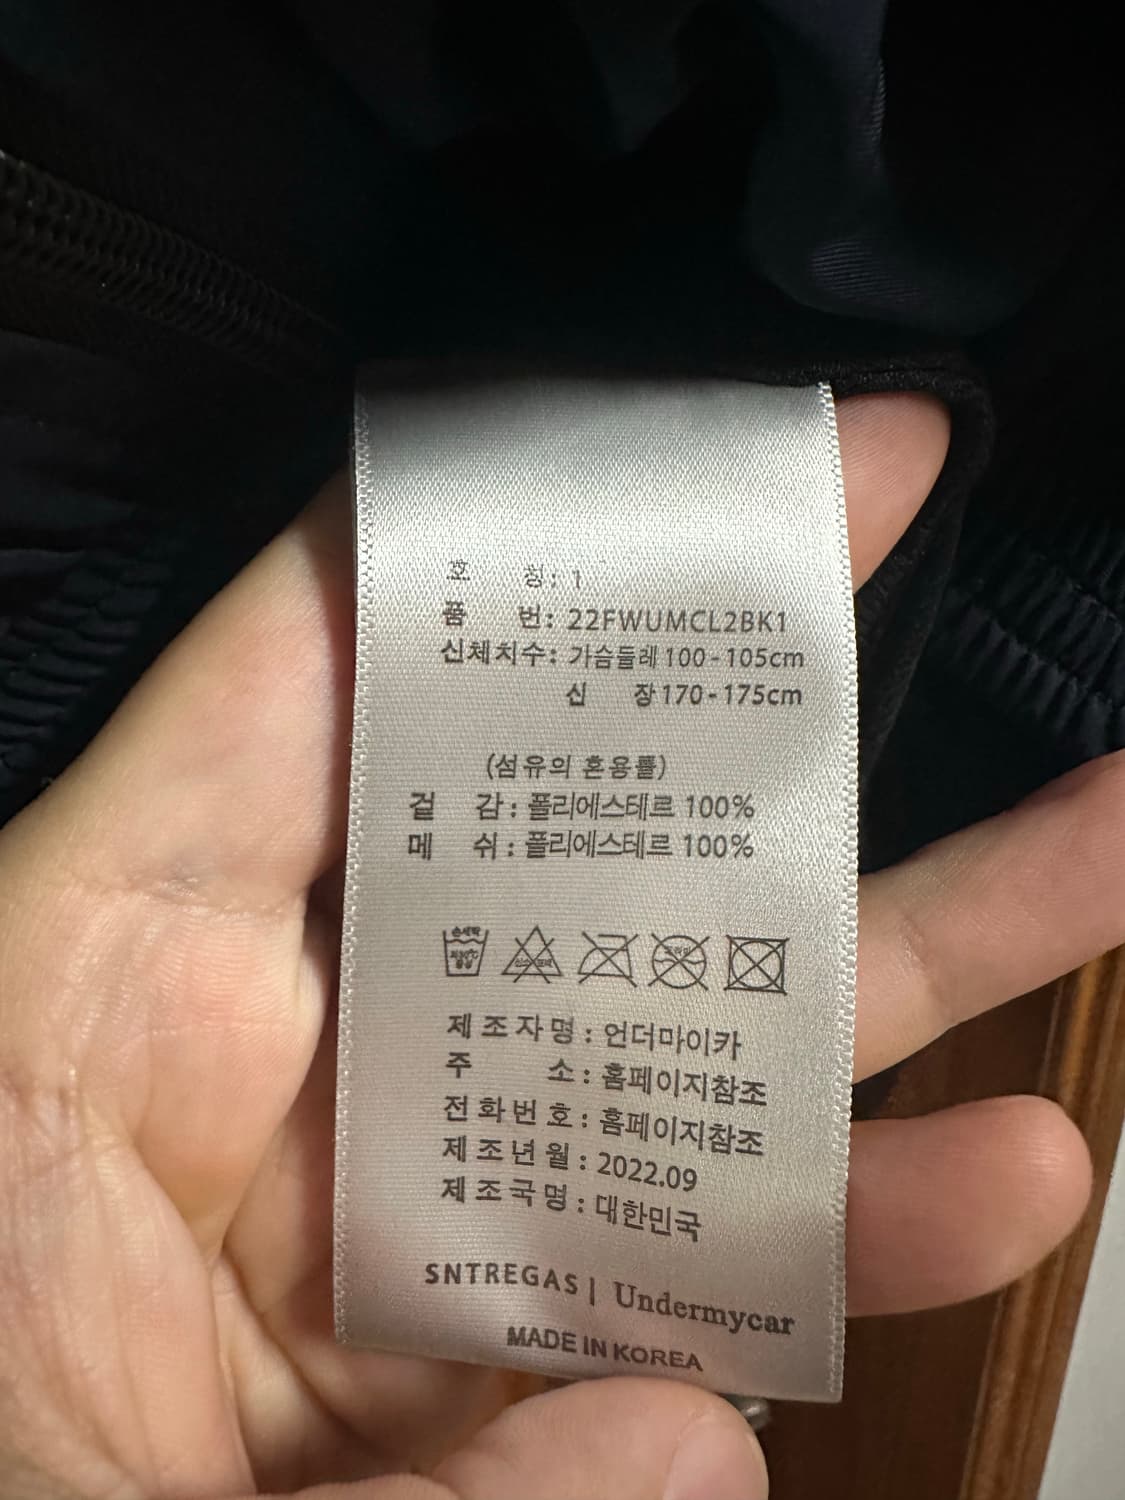 호 칭: 1
품 번: 22FWUMCL2BK1
신체치수: 가슴둘레 100-105cm
신 장 170-175cm
(섬유의 혼용률)
겉 감: 폴리에스테르 100%
메 쉬: 폴리에스테르 100%
손세탁
제조자명: 언더마이카
주 소: 홈페이지참조
전화번호: 홈페이지참조
제조년월: 2022.09
제조국명: 대한민국
SNTREGAS | Undermycar
MADE IN KOREA